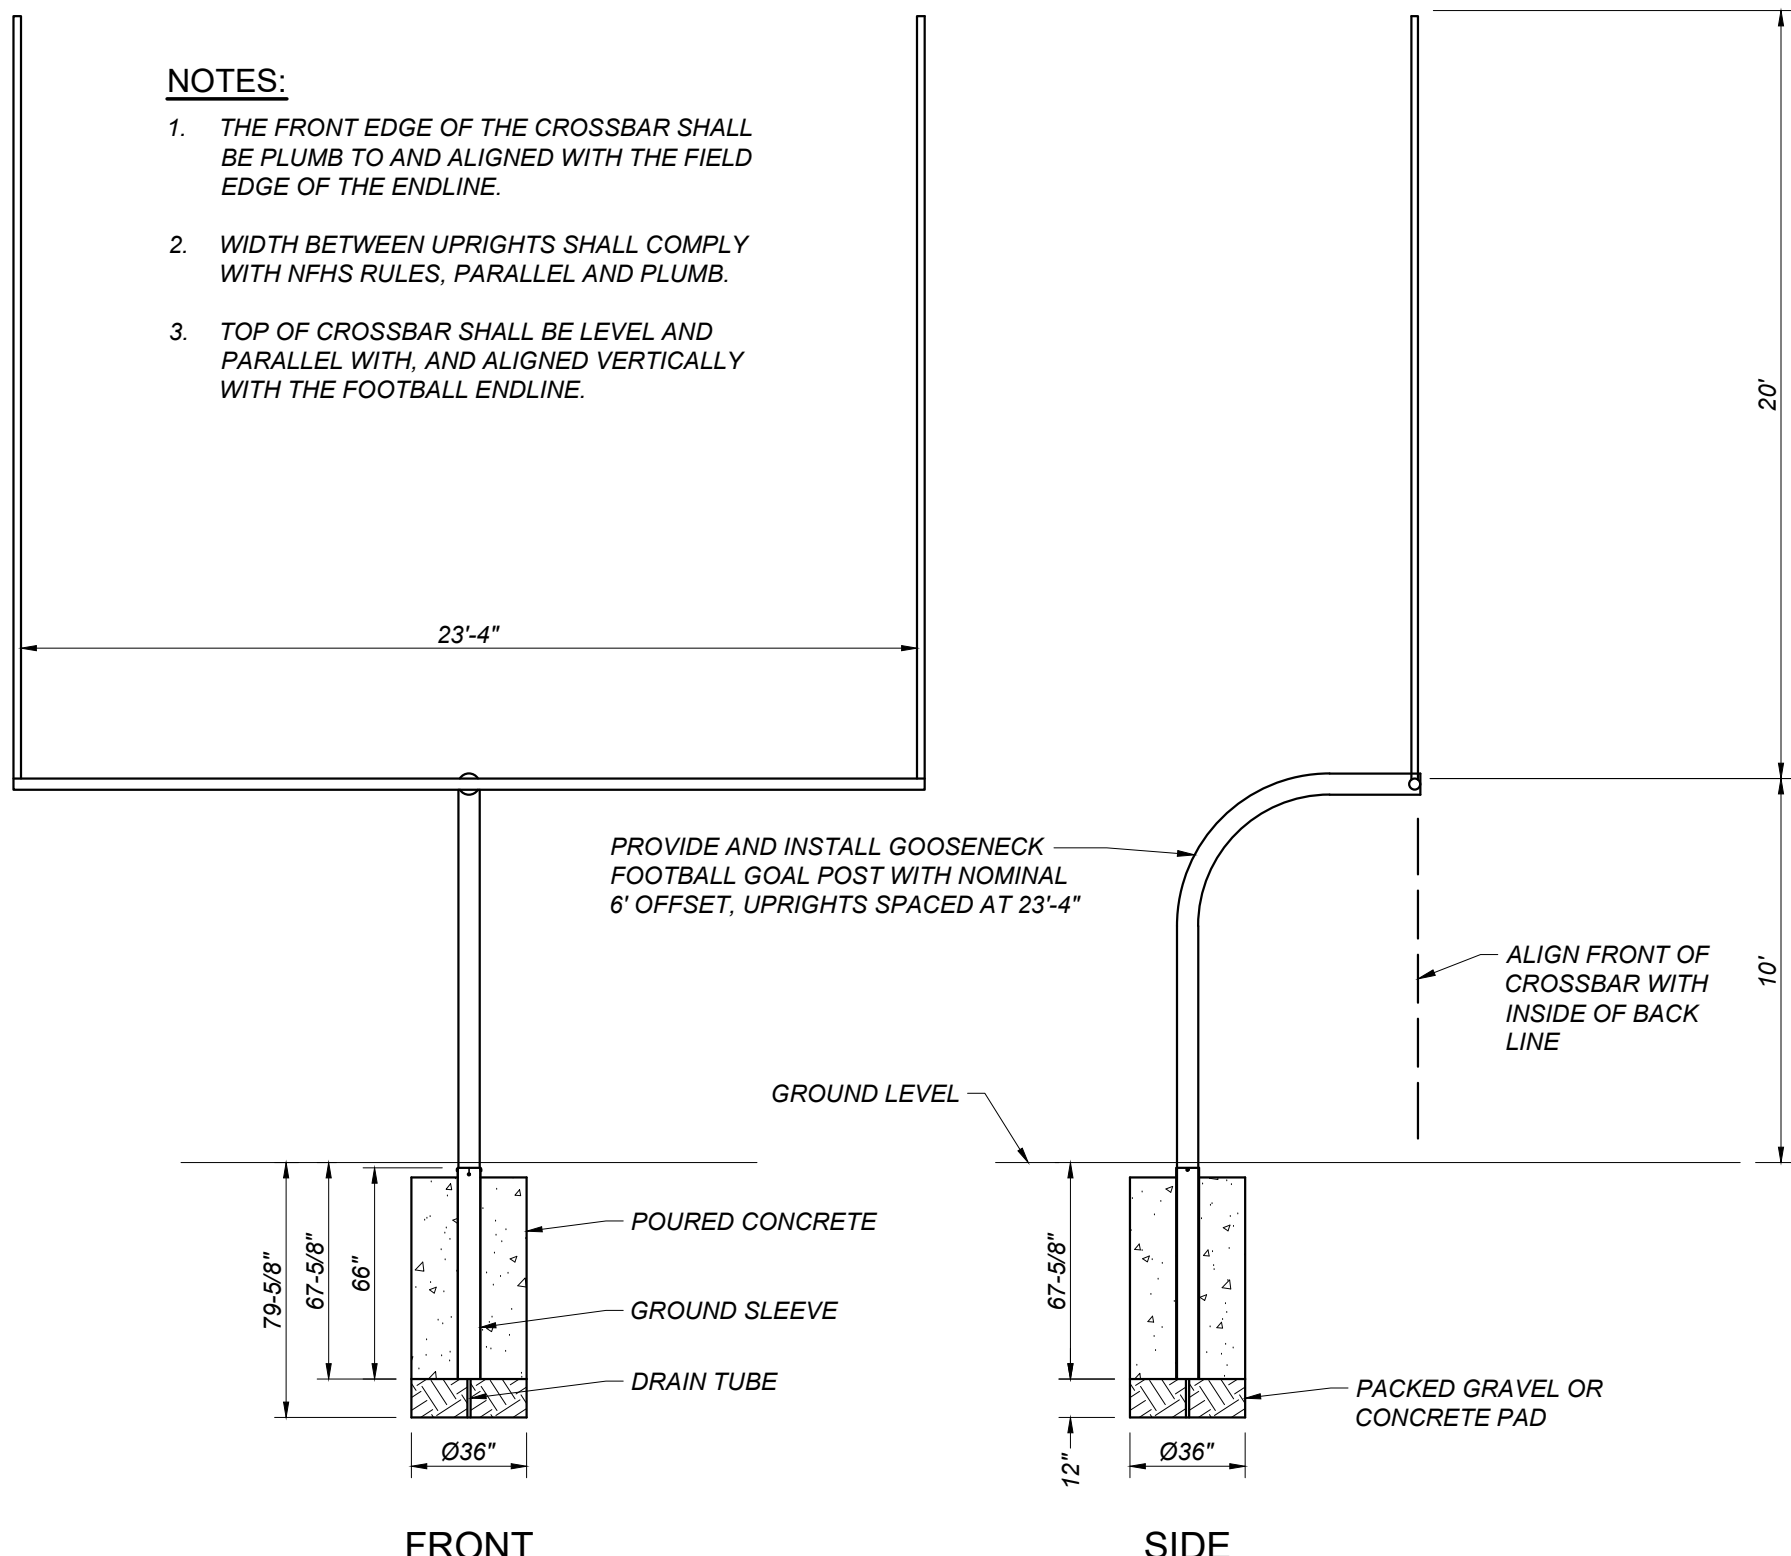 NOTES:
1. THE FRONT EDGE OF THE CROSSBAR SHALL
BE PLUMB TO AND ALIGNED WITH THE FIELD
EDGE OF THE ENDLINE.
2. WIDTH BETWEEN UPRIGHTS SHALL COMPLY
WITH NFHS RULES, PARALLEL AND PLUMB.
3. TOP OF CROSSBAR SHALL BE LEVEL AND
PARALLEL WITH, AND ALIGNED VERTICALLY
WITH THE FOOTBALL ENDLINE.
20'
23'-4"
PROVIDE AND INSTALL GOOSENECK
FOOTBALL GOAL POST WITH NOMINAL
6' OFFSET, UPRIGHTS SPACED AT 23'-4"
ALIGN FRONT OF
CROSSBAR WITH
INSIDE OF BACK
LINE
10'
GROUND LEVEL
POURED CONCRETE
GROUND SLEEVE
DRAIN TUBE
79-5/8"
67-5/8"
66"
67-5/8"
PACKED GRAVEL OR
CONCRETE PAD
Ø36"
12"
Ø36"
FRONT
SIDE